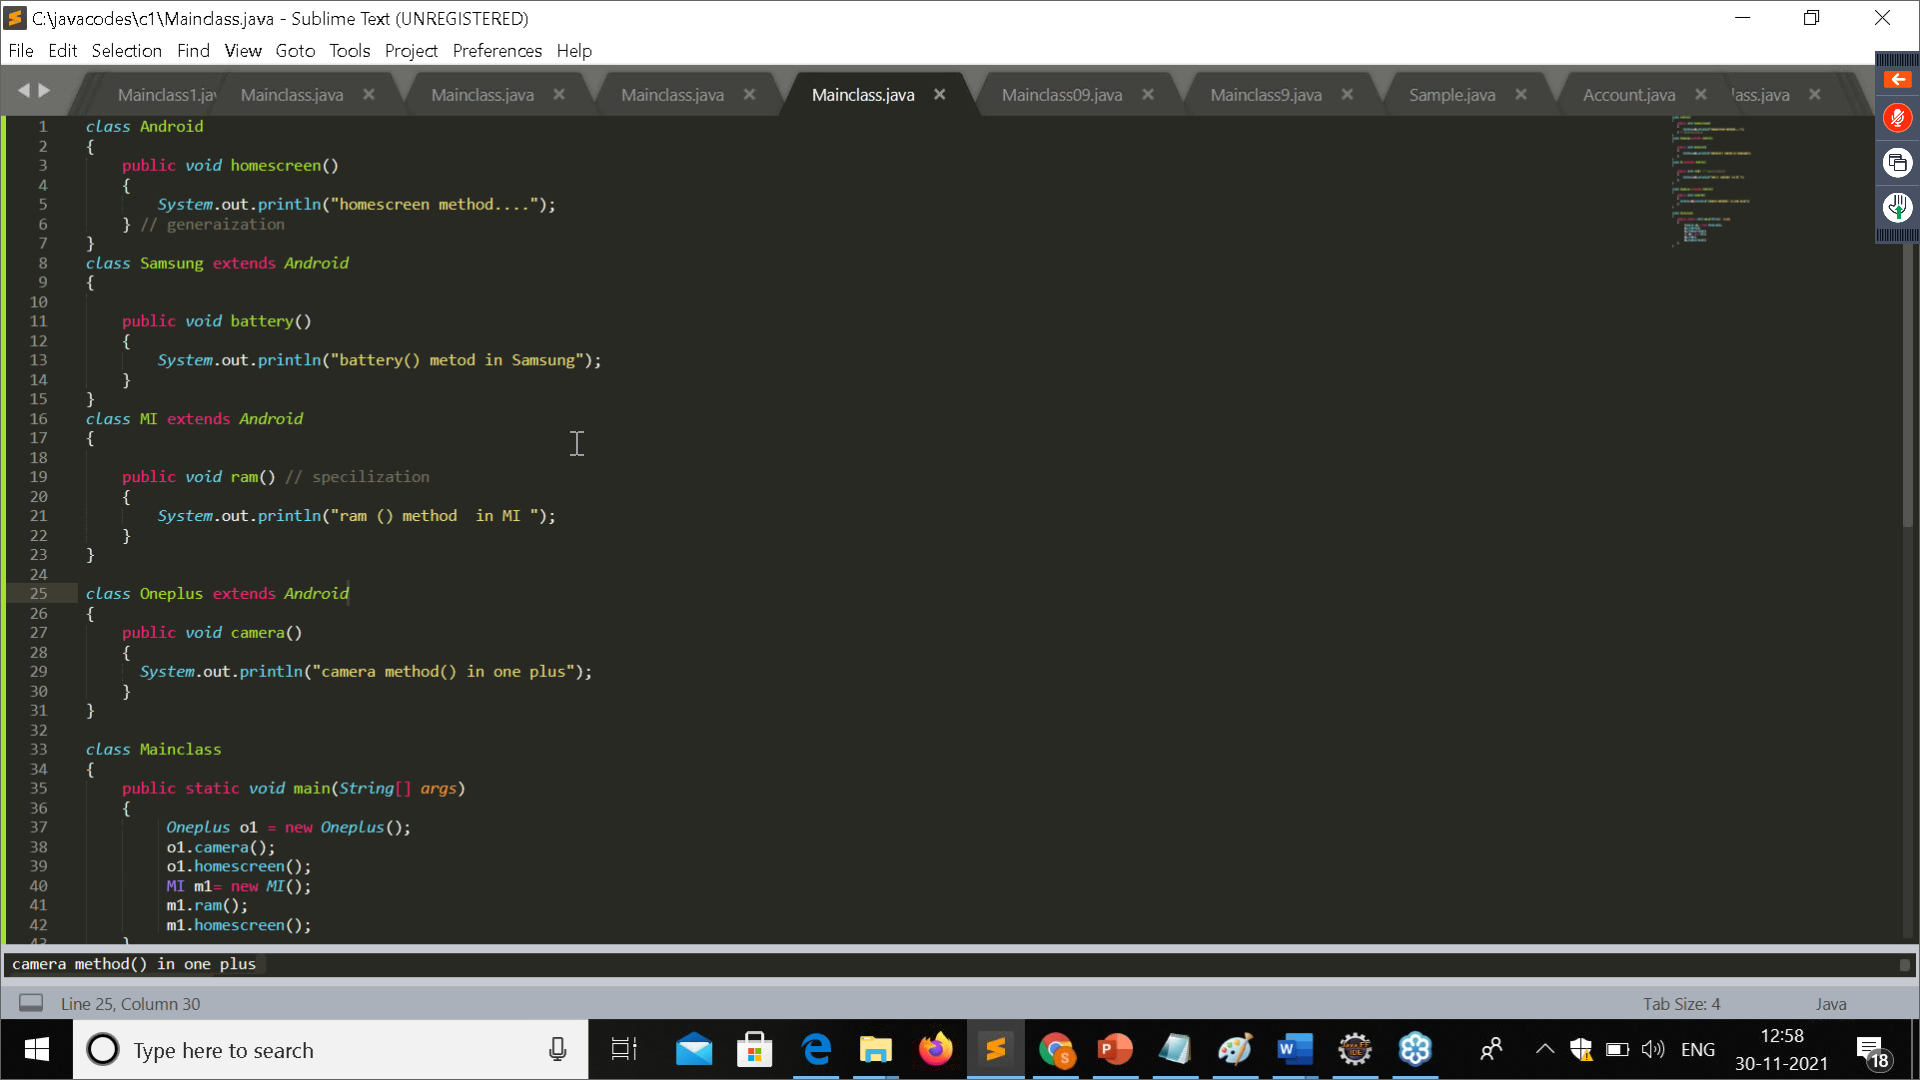 C:\javacodes\c1\Mainclass.java - Sublime Text (UNREGISTERED)
File Edit Selection Find View Goto Tools Project Preferences Help
Mainclass1.jav Mainclass.java Mainclass.java Mainclass.java Mainclass.java Mainclass09.java Mainclass9.java Sample.java Account.java lass.java
1 class Android
2 {
3 public void homescreen()
4 {
5 System.out.println("homescreen method....");
6 } // generaization
7 }
8 class Samsung extends Android
9 {
10
11 public void battery()
12 {
13 System.out.println("battery() metod in Samsung");
14 }
15 }
16 class MI extends Android
17 {
18
19 public void ram() // specilization
20 {
21 System.out.println("ram () method  in MI ");
22 }
23 }
24
25 class Oneplus extends Android
26 {
27 public void camera()
28 {
29 System.out.println("camera method() in one plus");
30 }
31 }
32
33 class Mainclass
34 {
35 public static void main(String[] args)
36 {
37 Oneplus o1 = new Oneplus();
38 o1.camera();
39 o1.homescreen();
40 MI m1= new MI();
41 m1.ram();
42 m1.homescreen();
43 }
camera method() in one plus
Line 25, Column 30 Tab Size: 4 Java
Type here to search ENG 12:58
30-11-2021 18